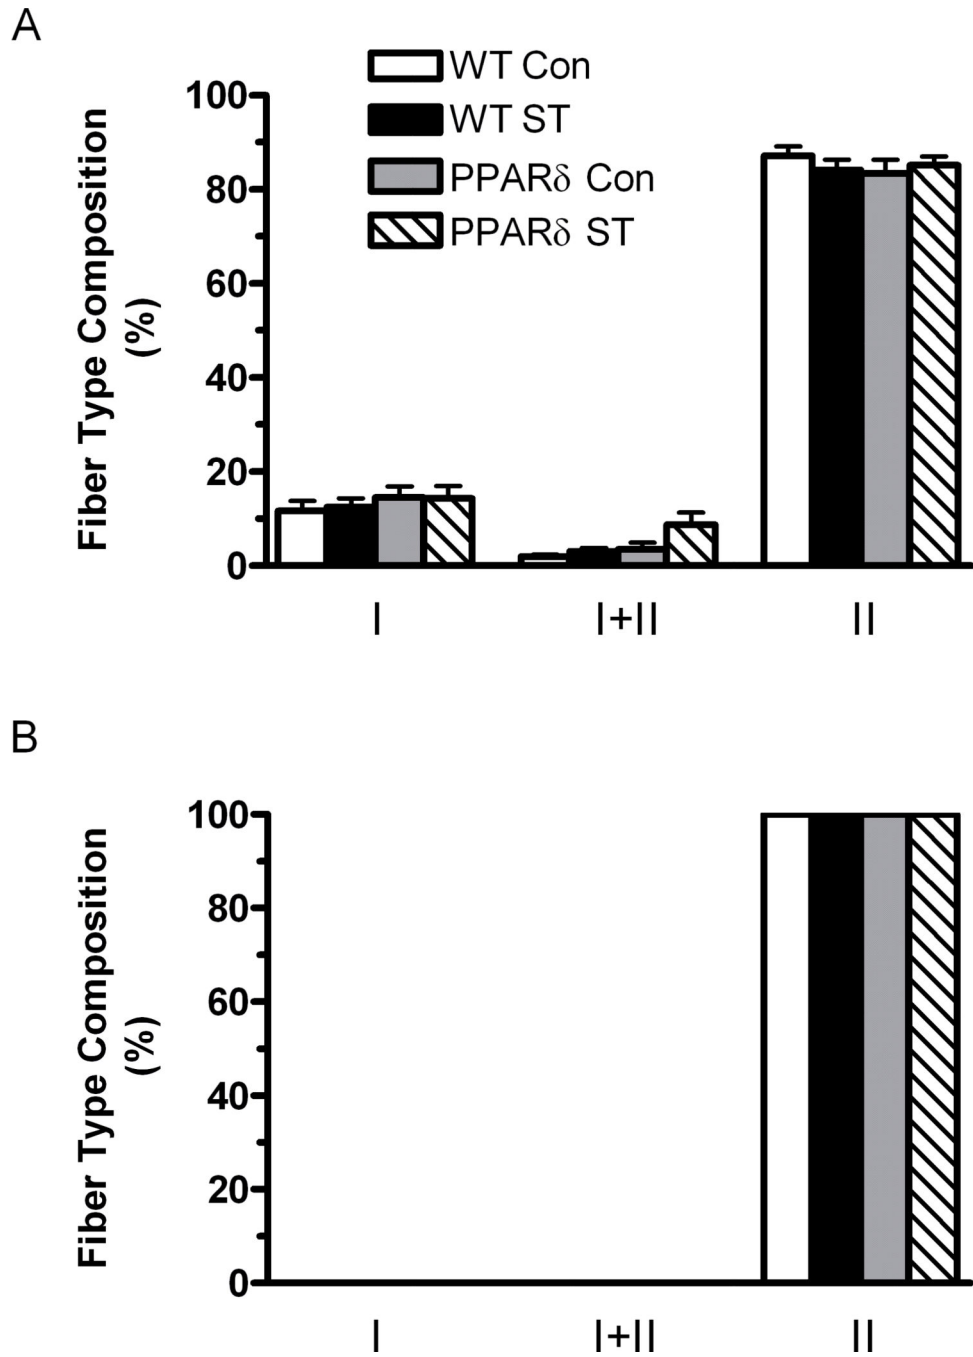 A
WT Con
WT ST
PPARδ Con
PPARδ ST
Fiber Type Composition
(%)
100
80
60
40
20
0
I
I+II
II
B
Fiber Type Composition
(%)
100
80
60
40
20
0
I
I+II
II